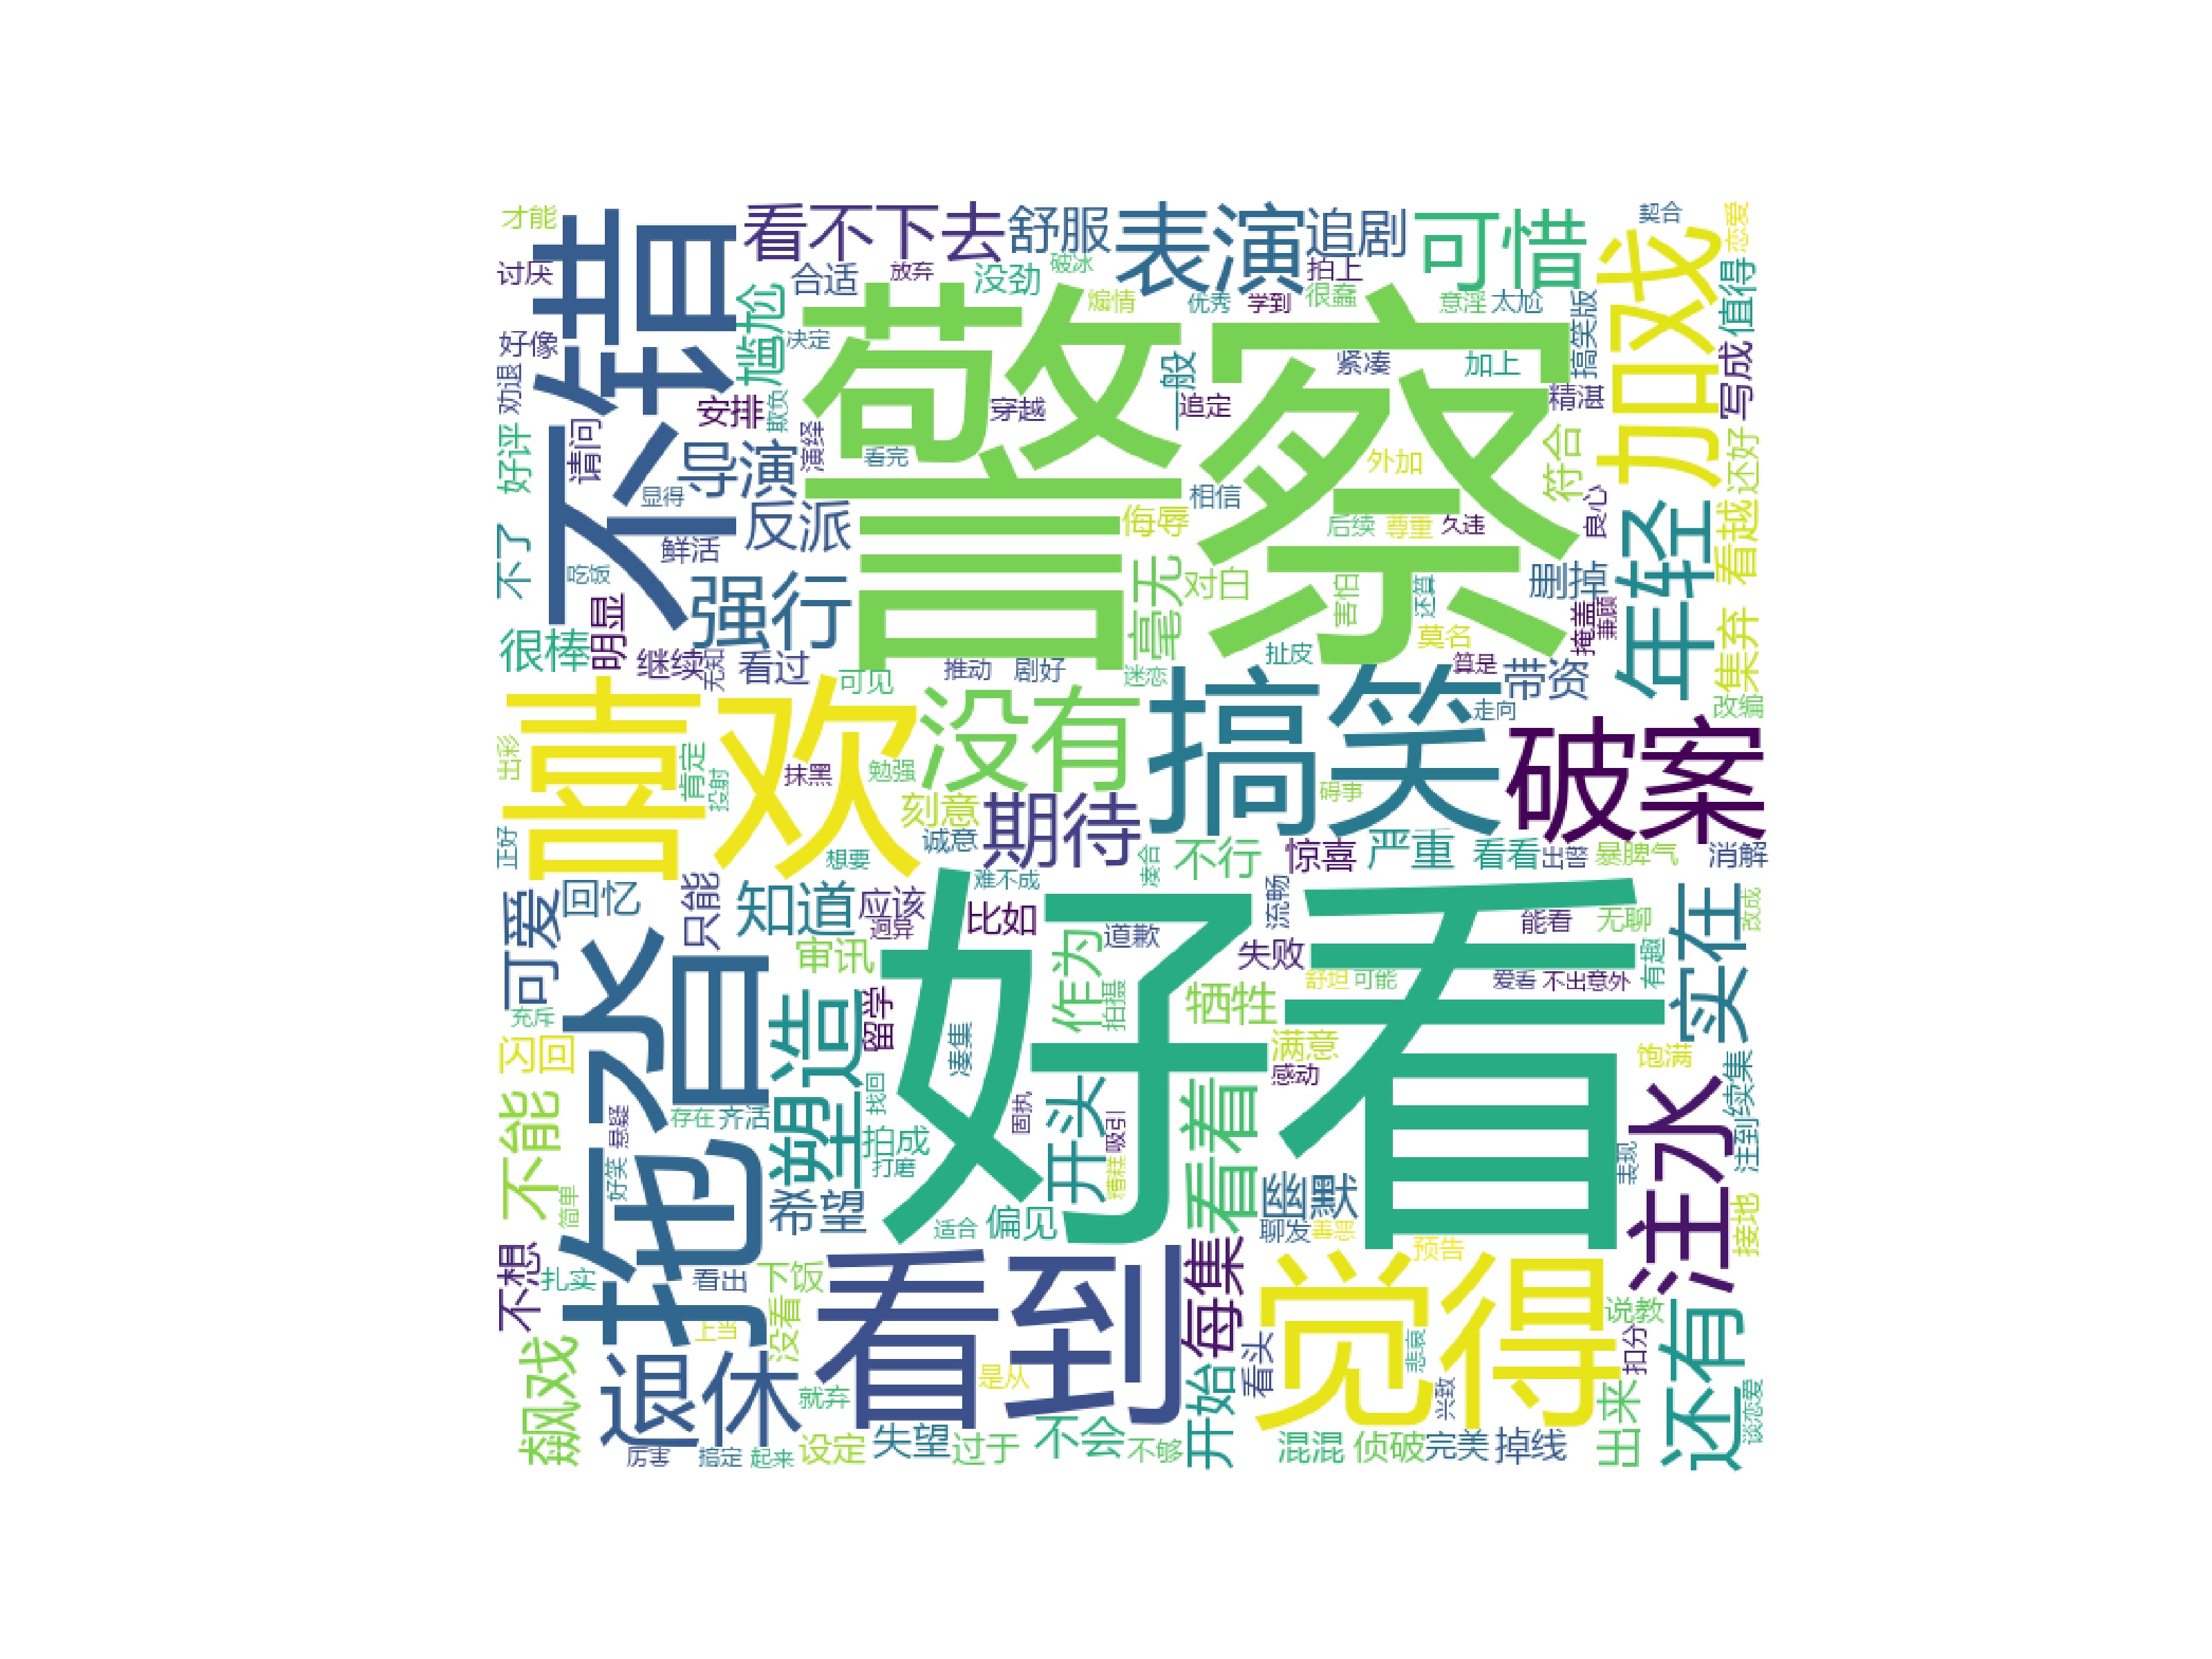 才能
不错
看不下去
舒服
表演
追剧
可惜
加戏
契合
恋爱
讨厌
合适
放弃
没劲
破冰
拍上
值得
尴尬
煽情
优秀
学到
很蠢
意淫
太尬
搞笑版
好像
决定
警察
一般
紧凑
加上
写成
劝退
安排
欺负
穿越
追定
精湛
好评
请问
导演
演绎
看完
外加
符合
还好
显得
相信
良心
不了
反派
侮辱
后续
尊重
久违
年轻
看越
鲜活
吃饭
强行
毫无
对白
害怕
还算
删掉
掩盖
兼顾
很棒
明显
继续
无知
看过
推动
剧好
迷恋
扯皮
莫名
算是
带资
集弃
可见
喜欢
没有
搞笑
走向
改编
破案
出彩
肯定
投射
抹黑
勉强
刻意
期待
碍事
正好
诚意
想要
凑合
不行
惊喜
严重
看看
出警
暴脾气
消解
可爱
回忆
只能
知道
应该
难不成
比如
流畅
好看
能看
无聊
改成
实在
拖沓
迥异
审讯
道歉
作为
失败
有趣
舒坦
可能
爱看
不出意外
充斥
塑造
留学
拍摄
牺牲
闪回
凑集
满意
感动
饱满
续集
不能
悬疑
存在
齐活
找回
固执
开头
吸引
看着
注水
注到
拍成
打磨
糟糕
表现
好笑
简单
希望
适合
偏见
幽默
聊发
善恶
接地
不想
扎实
看出
下饭
看到
每集
觉得
预告
上当
没看
说教
还有
飙戏
退休
是从
看头
悲哀
扣分
就弃
开始
兴致
出来
谈恋爱
厉害
搞定
起来
设定
失望
过于
不会
不够
混混
侦破
完美
掉线